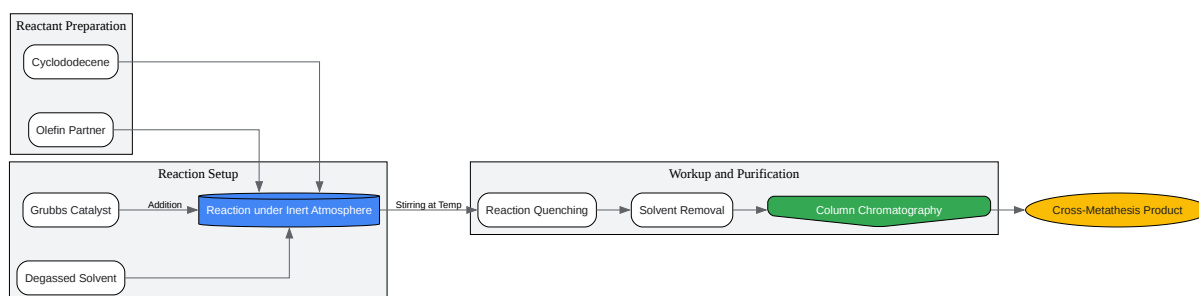 Reactant Preparation
Cyclododecene
Olefin Partner
Reaction Setup
Grubbs Catalyst
Addition
Reaction under Inert Atmosphere
Degassed Solvent
Stirring at Temp
Workup and Purification
Reaction Quenching
Solvent Removal
Column Chromatography
Cross-Metathesis Product